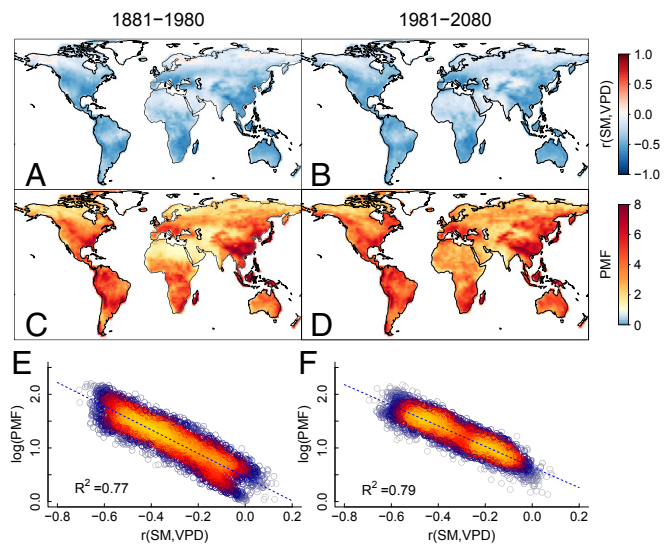 1881−1980
1981−2080
A
B
1.0
0.5
0.0
−0.5
−1.0
r(SM,VPD)
C
D
8
6
4
2
0
PMF
E
F
2.0
1.0
0.0
log(PMF)
R2 =0.77
−0.8 −0.6 −0.4 −0.2 0.0 0.2
r(SM,VPD)
2.0
1.0
0.0
log(PMF)
R2 =0.79
−0.8 −0.6 −0.4 −0.2 0.0 0.2
r(SM,VPD)